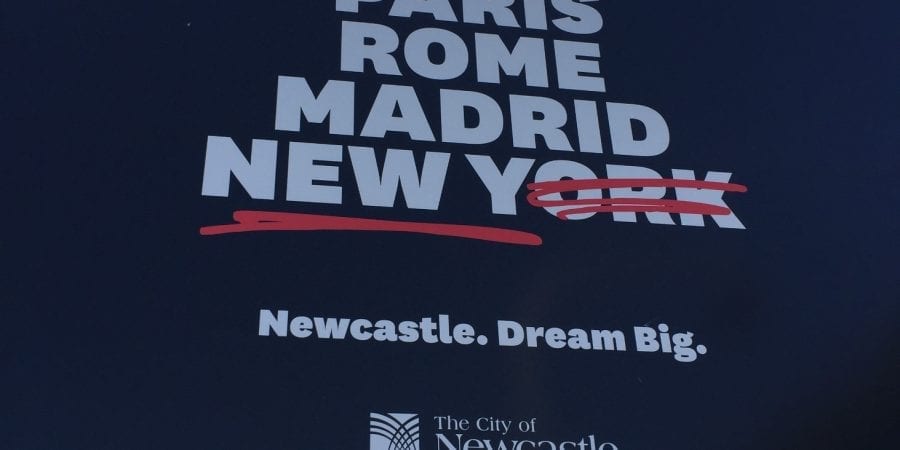 PARIS
ROME
MADRID
NEW YORK
Newcastle. Dream Big.
The City of
Newcastle